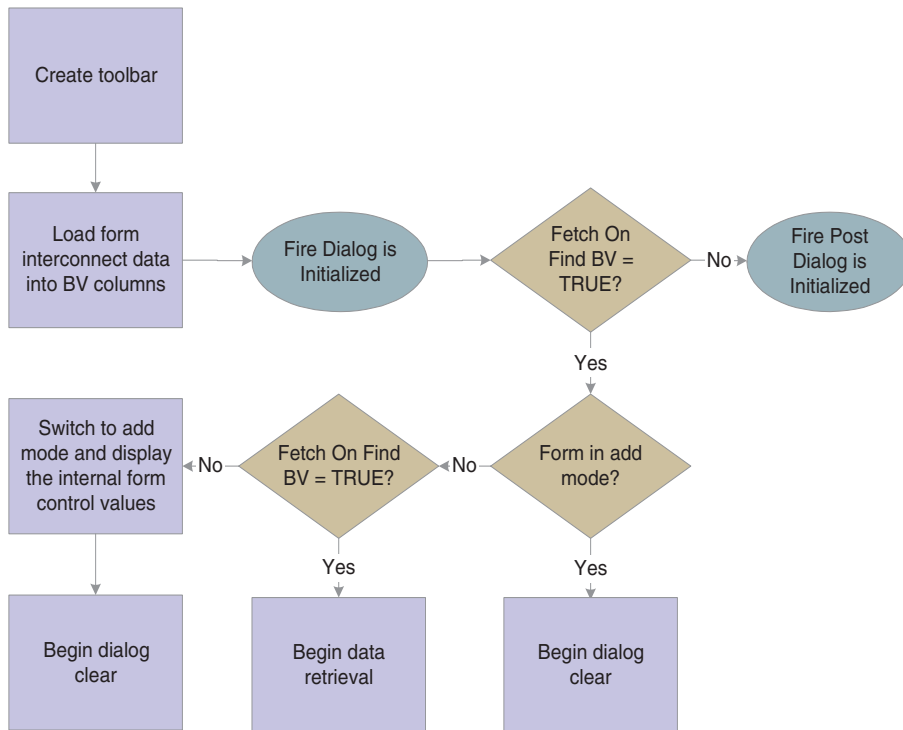 Create toolbar
Load form
interconnect data
into BV columns
Fire Dialog is
Initialized
Fetch On
Find BV =
TRUE?
No
Fire Post
Dialog is
Initialized
Yes
Switch to add
mode and display
the internal form
control values
No
Fetch On Find
BV = TRUE?
No
Form in add
mode?
Yes
Yes
Begin dialog
clear
Begin data
retrieval
Begin dialog
clear